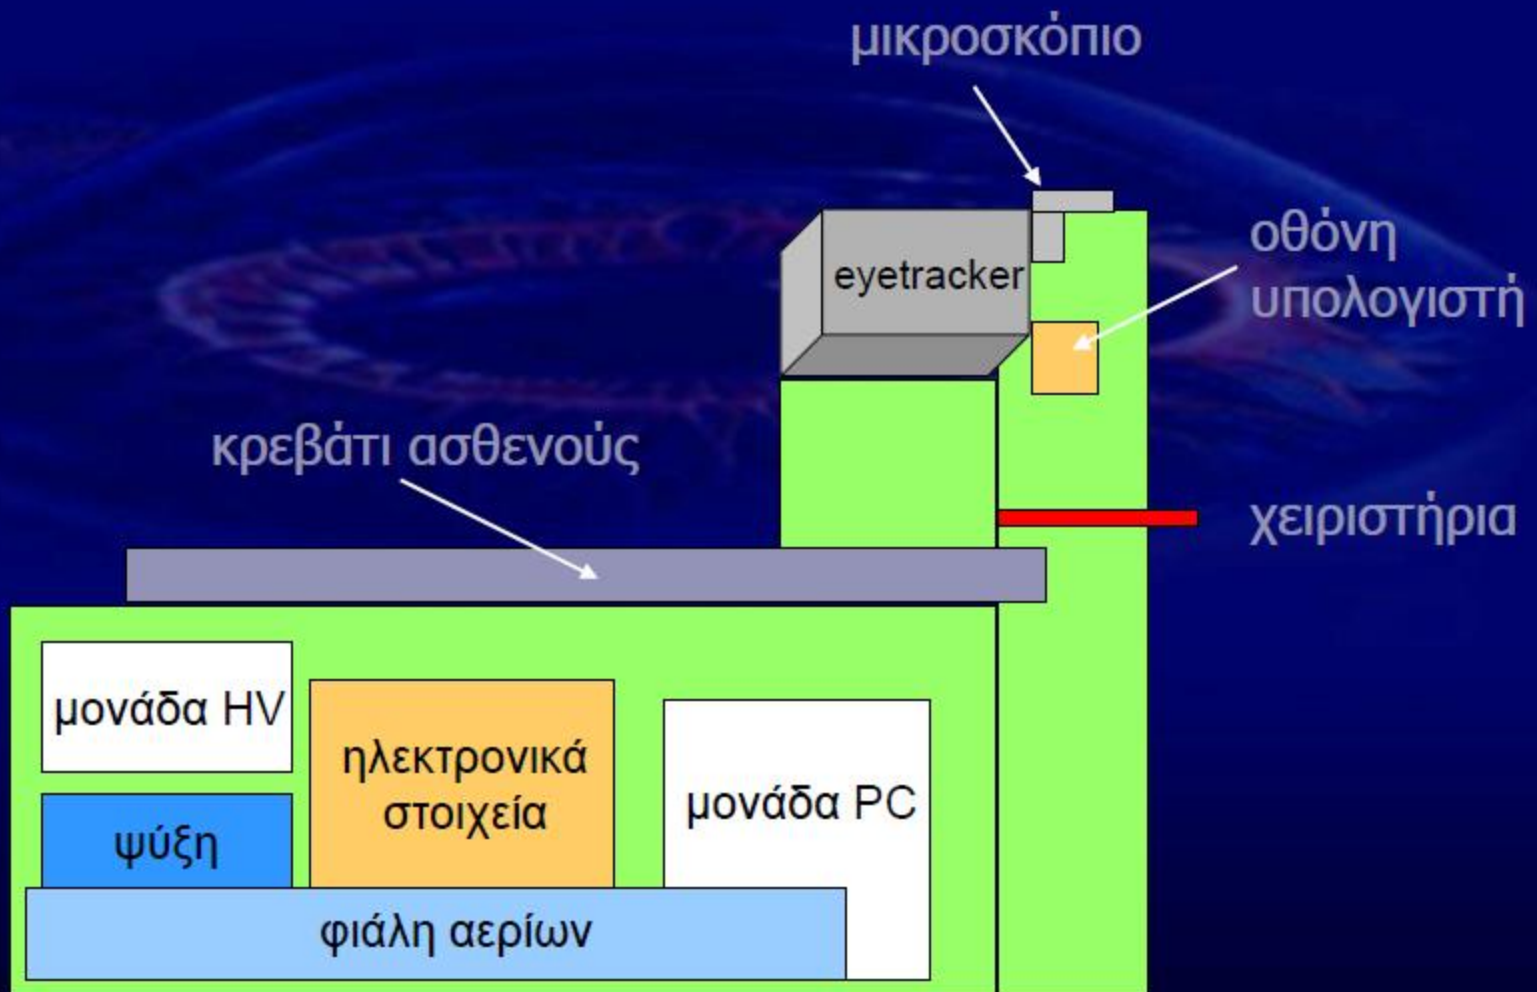 μικροσκόπιο
eyetracker
οθόνη
υπολογιστή
κρεβάτι ασθενούς
χειριστήρια
μονάδα HV
ηλεκτρονικά
στοιχεία
μονάδα PC
ψύξη
φιάλη αερίων